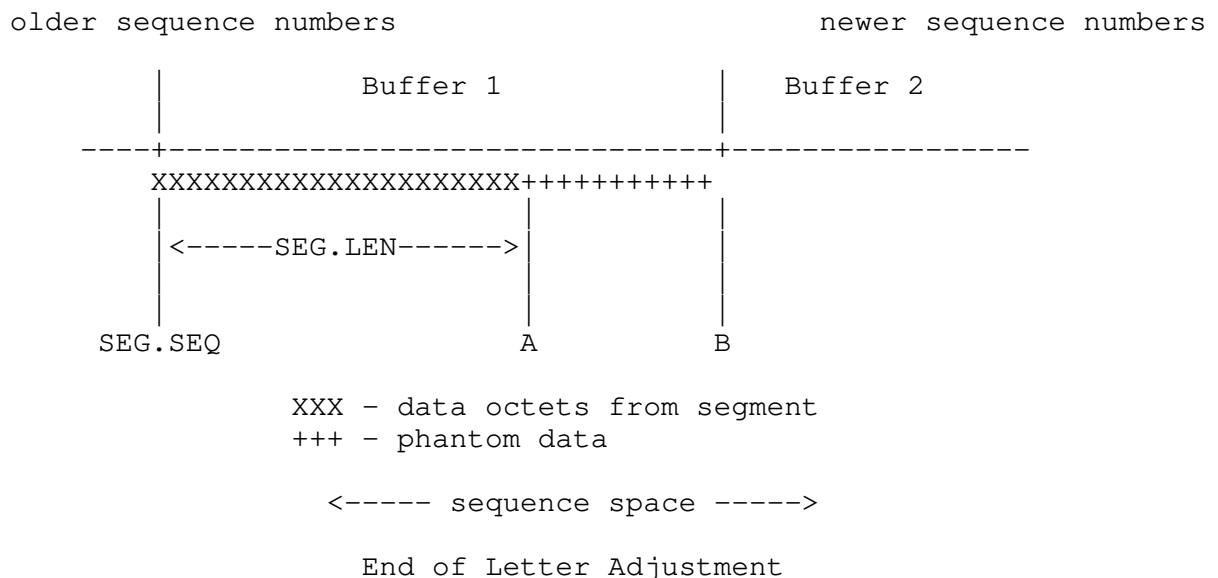 older sequence numbers                        newer sequence numbers
Buffer 1                Buffer 2
----+-------------------------------+-----------------
XXXXXXXXXXXXXXXXXXXXX+++++++++++
|<-----SEG.LEN------>|
SEG.SEQ                 A          B
XXX - data octets from segment
+++ - phantom data
<----- sequence space ----->
End of Letter Adjustment